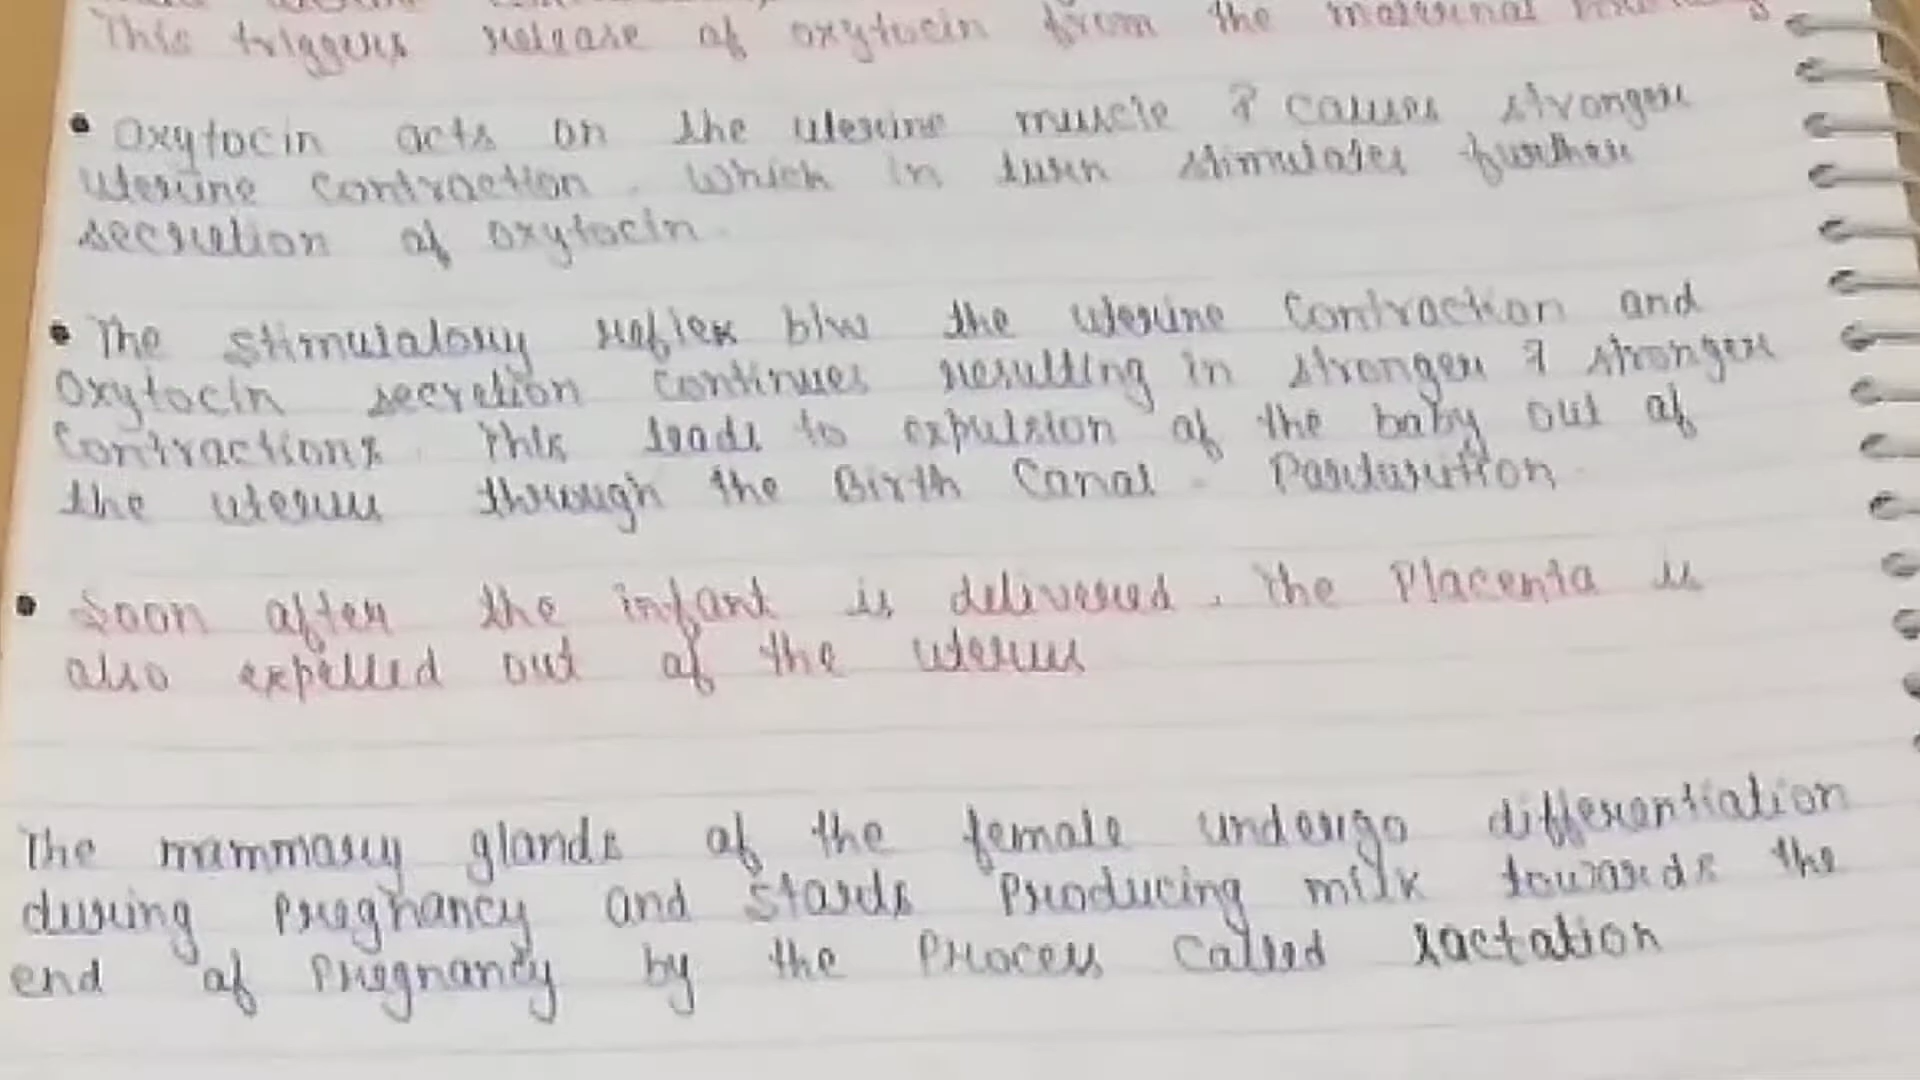 This triggers release of oxytocin from the maternal
• Oxytocin acts on the uterine muscle & causes stronger
uterine contraction, which in turn stimulates further
secretion of oxytocin.
• The stimulatory reflex b/w the uterine contraction and
oxytocin secretion continues resulting in stronger & stronger
contractions. This leads to expulsion of the baby out of
the uterus through the Birth Canal - Parturition.
• Soon after the infant is delivered, the Placenta is
also expelled out of the uterus
The mammary glands of the female undergo differentiation
during pregnancy and starts Producing milk towards the
end of Pregnancy by the Process called lactation